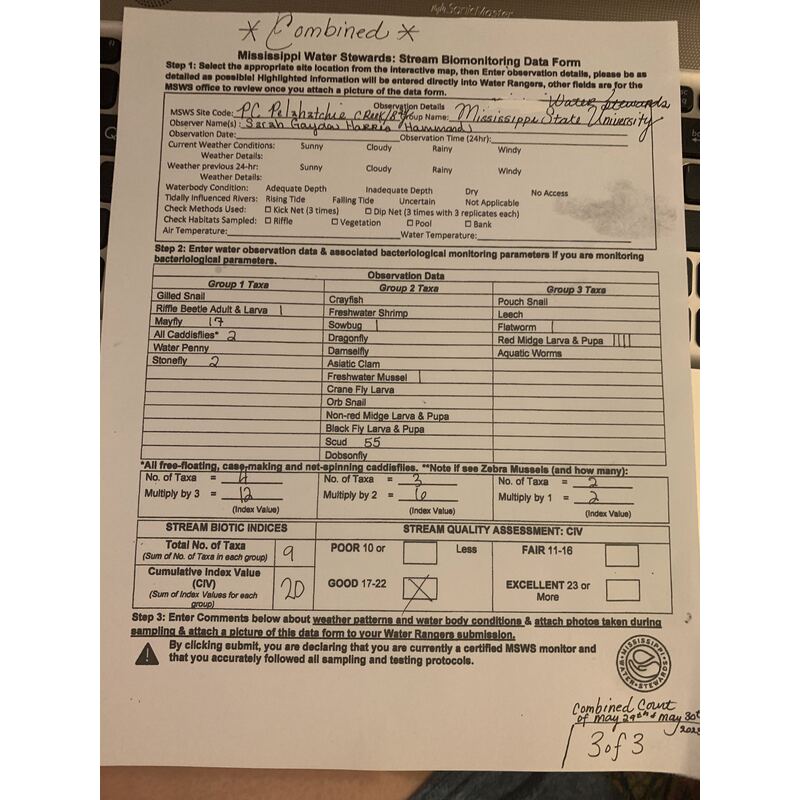 * Combined *
Mississippi Water Stewards: Stream Biomonitoring Data Form
Step 1: Select the appropriate site location from the interactive map, then Enter observation details, please be as
detailed as possible! Highlighted information will be entered directly into Water Rangers, other fields are for the
MSWS office to review once you attach a picture of the data form.
Observation Details
Water Stewards
MSWS Site Code: PC Pelahatchie Creek/ Group Name: Mississippi State University
Observer Name(s): Sarah Gayden Harris Hammond
Observation Date: Observation Time (24hr):
Current Weather Conditions: Sunny Cloudy Rainy Windy
Weather Details:
Weather previous 24-hr: Sunny Cloudy Rainy Windy
Weather Details:
Waterbody Condition: Adequate Depth Inadequate Depth Dry No Access
Tidally Influenced Rivers: Rising Tide Falling Tide Uncertain Not Applicable
Check Methods Used: ☐ Kick Net (3 times) ☐ Dip Net (3 times with 3 replicates each)
Check Habitats Sampled: ☐ Riffle ☐ Vegetation ☐ Pool ☐ Bank
Air Temperature: Water Temperature:
Step 2: Enter water observation data & associated bacteriological monitoring parameters if you are monitoring
bacteriological parameters.
Observation Data
Group 1 Taxa Group 2 Taxa Group 3 Taxa
Gilled Snail Crayfish Pouch Snail
Riffle Beetle Adult & Larva | Freshwater Shrimp Leech
Mayfly 17 Sowbug | Flatworm |
All Caddisflies* 2 Dragonfly Red Midge Larva & Pupa ||||
Water Penny Damselfly Aquatic Worms
Stonefly 2 Asiatic Clam
Freshwater Mussel |
Crane Fly Larva
Orb Snail
Non-red Midge Larva & Pupa
Black Fly Larva & Pupa
Scud 55
Dobsonfly
*All free-floating, case-making and net-spinning caddisflies. **Note if see Zebra Mussels (and how many):
No. of Taxa = 4 No. of Taxa = 3 No. of Taxa = 2
Multiply by 3 = 12 Multiply by 2 = 6 Multiply by 1 = 2
(Index Value) (Index Value) (Index Value)
STREAM BIOTIC INDICES STREAM QUALITY ASSESSMENT: CIV
Total No. of Taxa 9 POOR 10 or Less FAIR 11-16
(Sum of No. of Taxa in each group)
Cumulative Index Value
(CIV) 20 GOOD 17-22 X EXCELLENT 23 or
More
(Sum of Index Values for each
group)
Step 3: Enter Comments below about weather patterns and water body conditions & attach photos taken during
sampling & attach a picture of this data form to your Water Rangers submission.
By clicking submit, you are declaring that you are currently a certified MSWS monitor and
that you accurately followed all sampling and testing protocols.
MISSISSIPPI WATER STEWARDS
Combined Count
of May 29th & May 30th
3 of 3